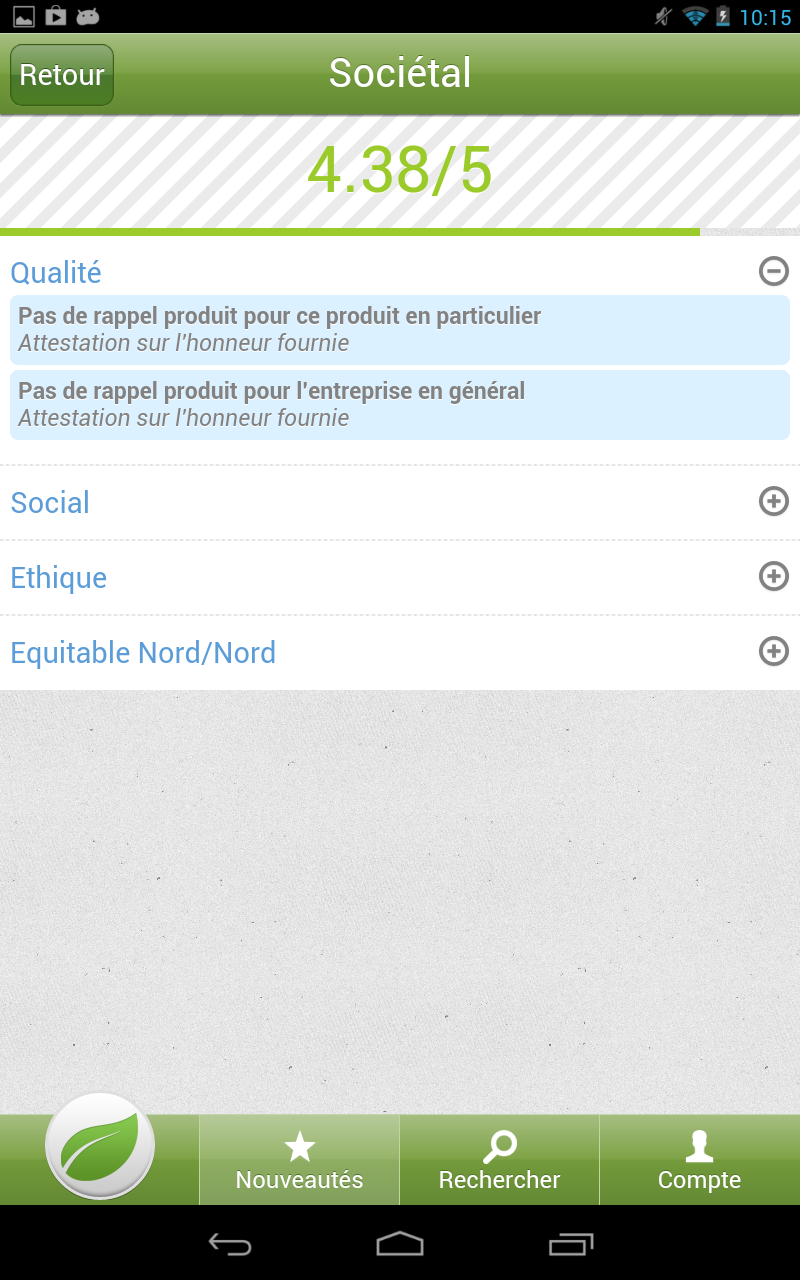 10:15
Retour
Sociétal
4.38/5
Qualité
Pas de rappel produit pour ce produit en particulier
Attestation sur l'honneur fournie
Pas de rappel produit pour l'entreprise en général
Attestation sur l'honneur fournie
Social
Ethique
Equitable Nord/Nord
Nouveautés
Rechercher
Compte